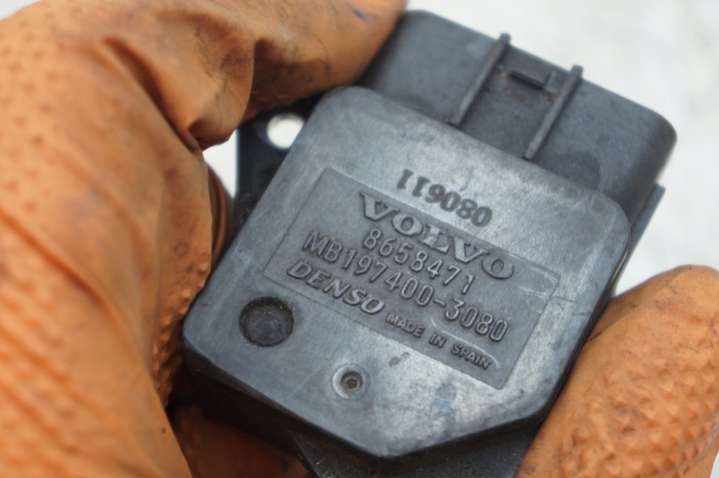 080611
VOLVO
8658471
MB197400-3080
DENSO MADE IN SPAIN